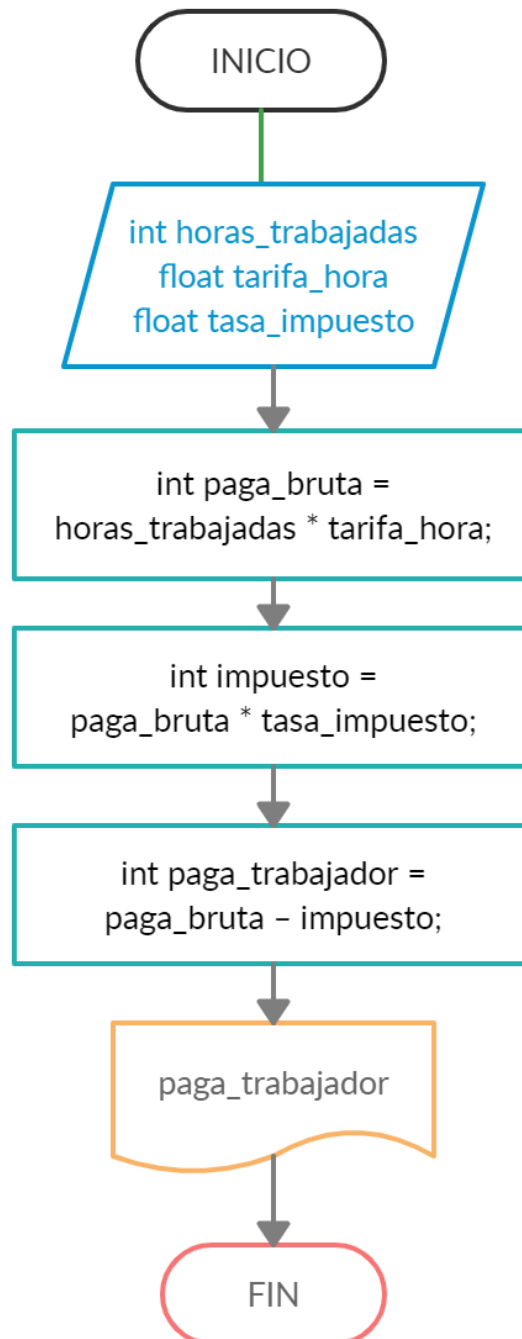 INICIO
int horas_trabajadas
float tarifa_hora
float tasa_impuesto
int paga_bruta =
horas_trabajadas * tarifa_hora;
int impuesto =
paga_bruta * tasa_impuesto;
int paga_trabajador =
paga_bruta – impuesto;
paga_trabajador
FIN